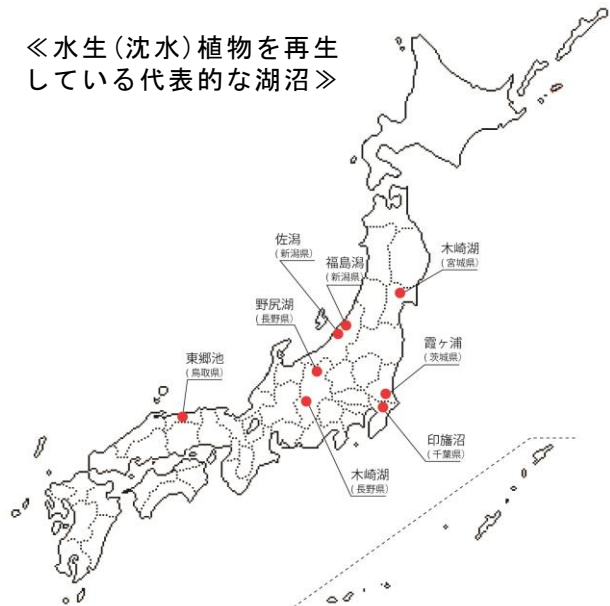 ≪水生(沈水)植物を再生
している代表的な湖沼≫
佐潟
(新潟県)
福島潟
(新潟県)
木崎湖
(宮城県)
野尻湖
(長野県)
東郷池
(鳥取県)
霞ヶ浦
(茨城県)
印旛沼
(千葉県)
木崎湖
(長野県)